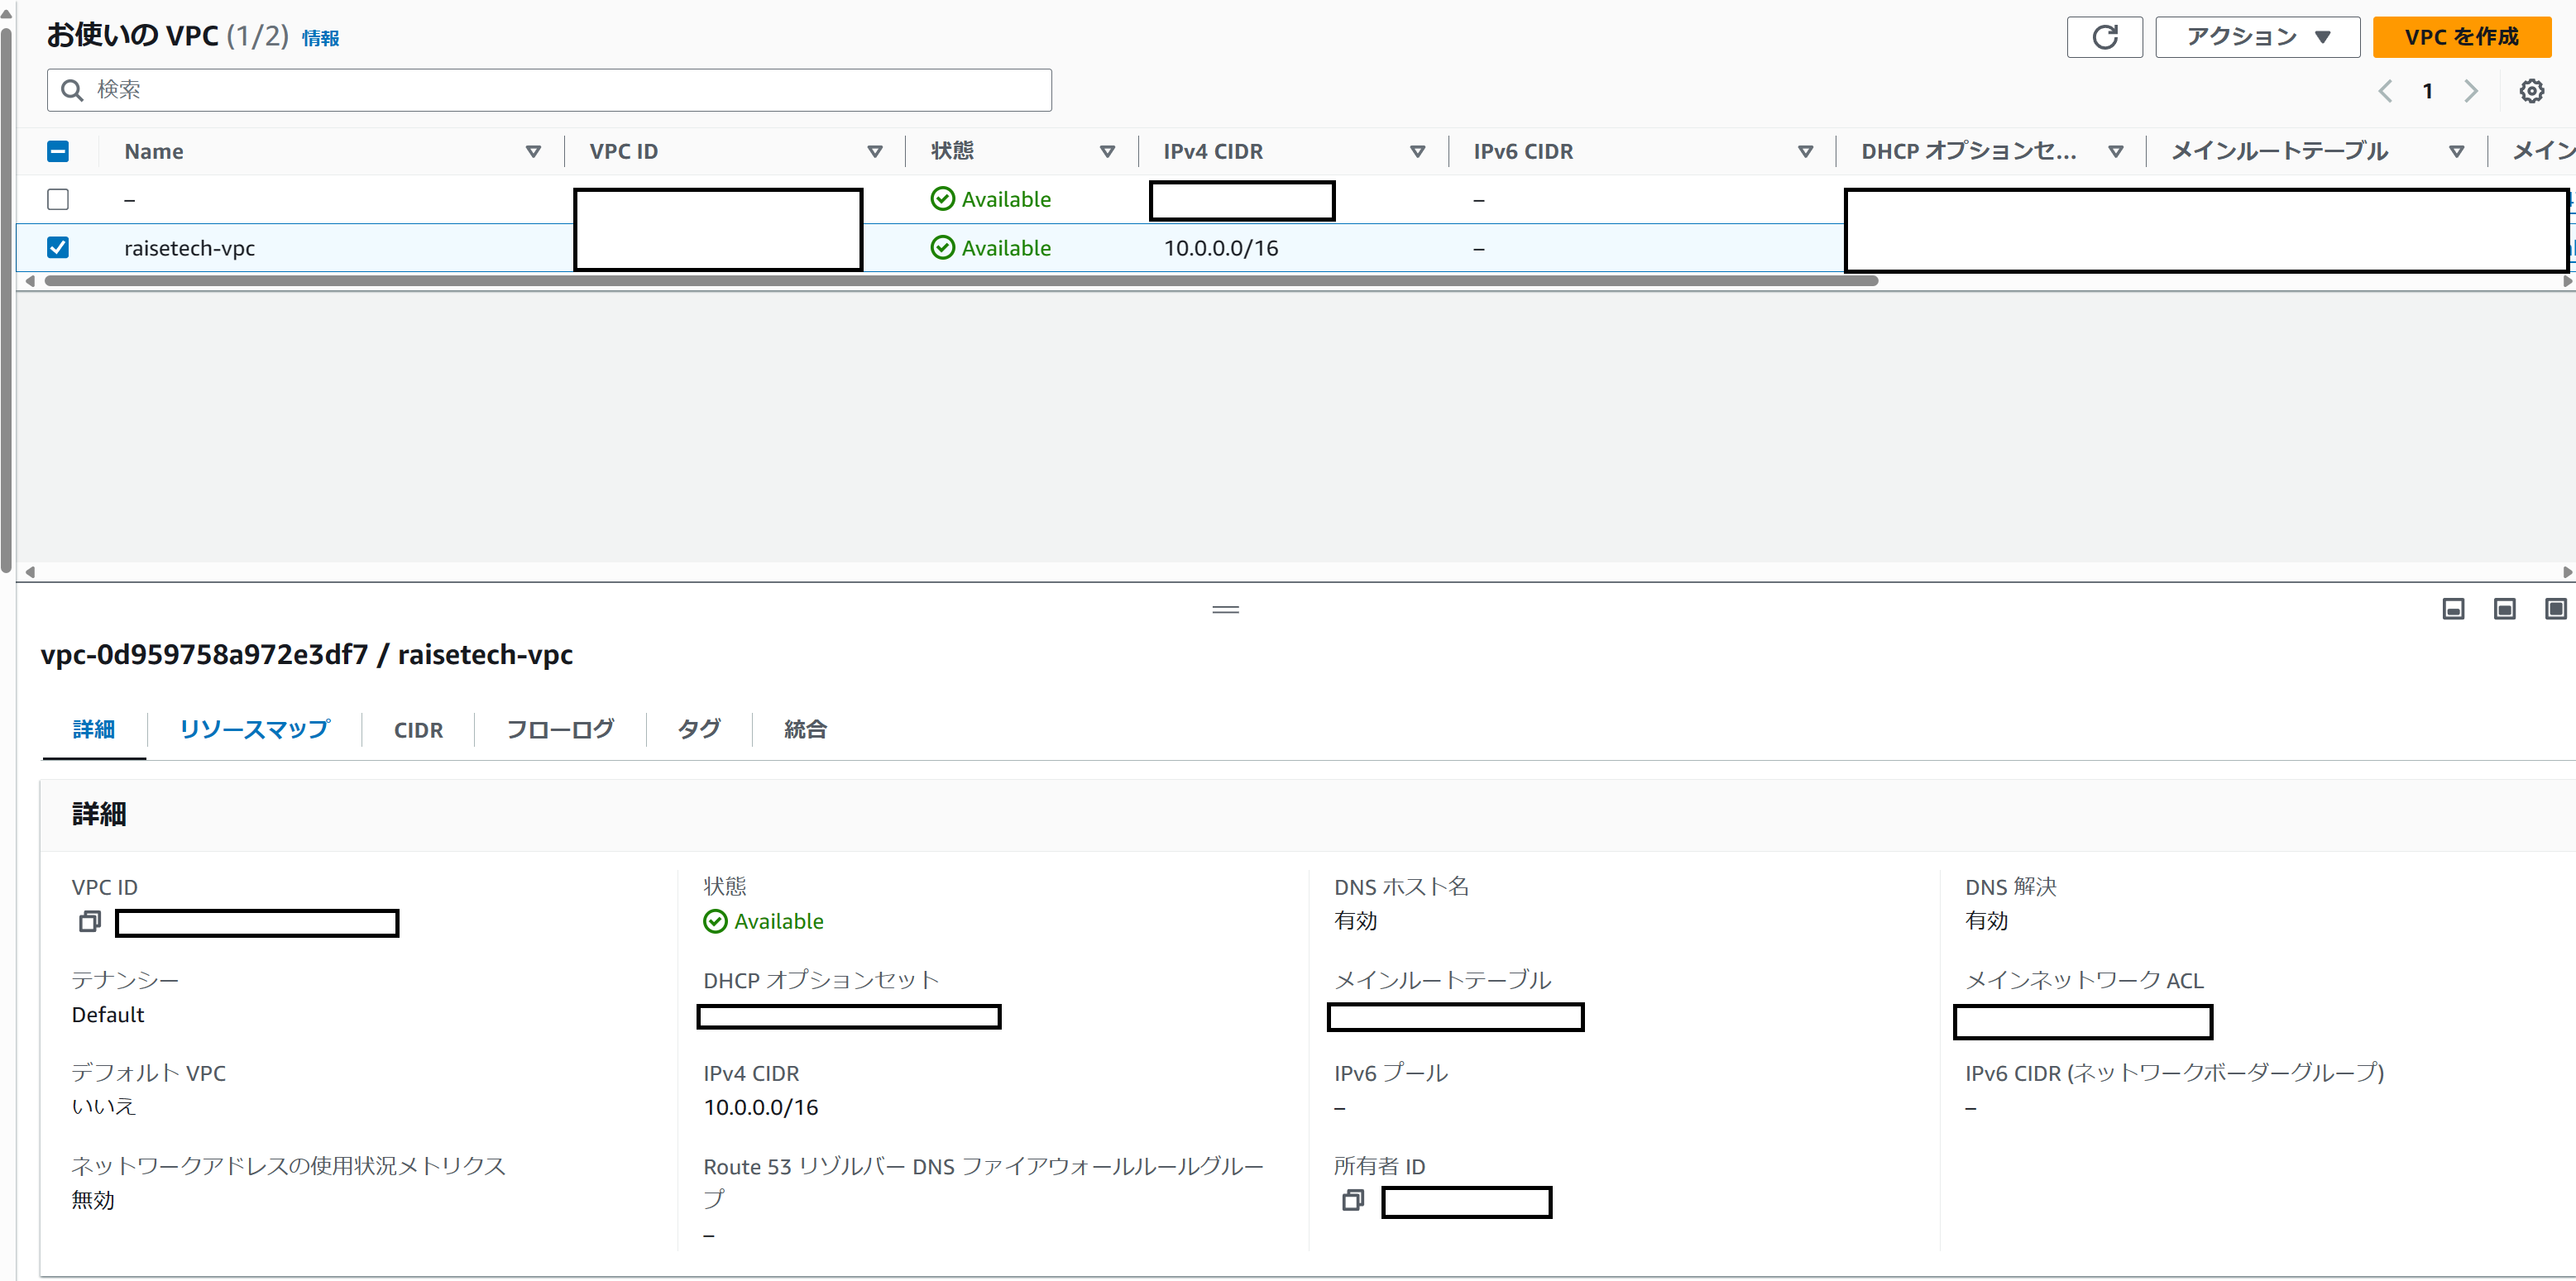 お使いの VPC (1/2) 情報
アクション
VPC を作成
検索
1
Name VPC ID 状態 IPv4 CIDR IPv6 CIDR DHCP オプションセ... メインルートテーブル メイン
– Available –
raisetech-vpc Available 10.0.0.0/16 –
vpc-0d959758a972e3df7 / raisetech-vpc
詳細 リソースマップ CIDR フローログ タグ 統合
詳細
VPC ID
状態
Available
DNS ホスト名
有効
DNS 解決
有効
テナンシー
Default
DHCP オプションセット
メインルートテーブル
メインネットワーク ACL
デフォルト VPC
いいえ
IPv4 CIDR
10.0.0.0/16
IPv6 プール
–
IPv6 CIDR (ネットワークボーダーグループ)
–
ネットワークアドレスの使用状況メトリクス
無効
Route 53 リゾルバー DNS ファイアウォールルールグルー
プ
–
所有者 ID